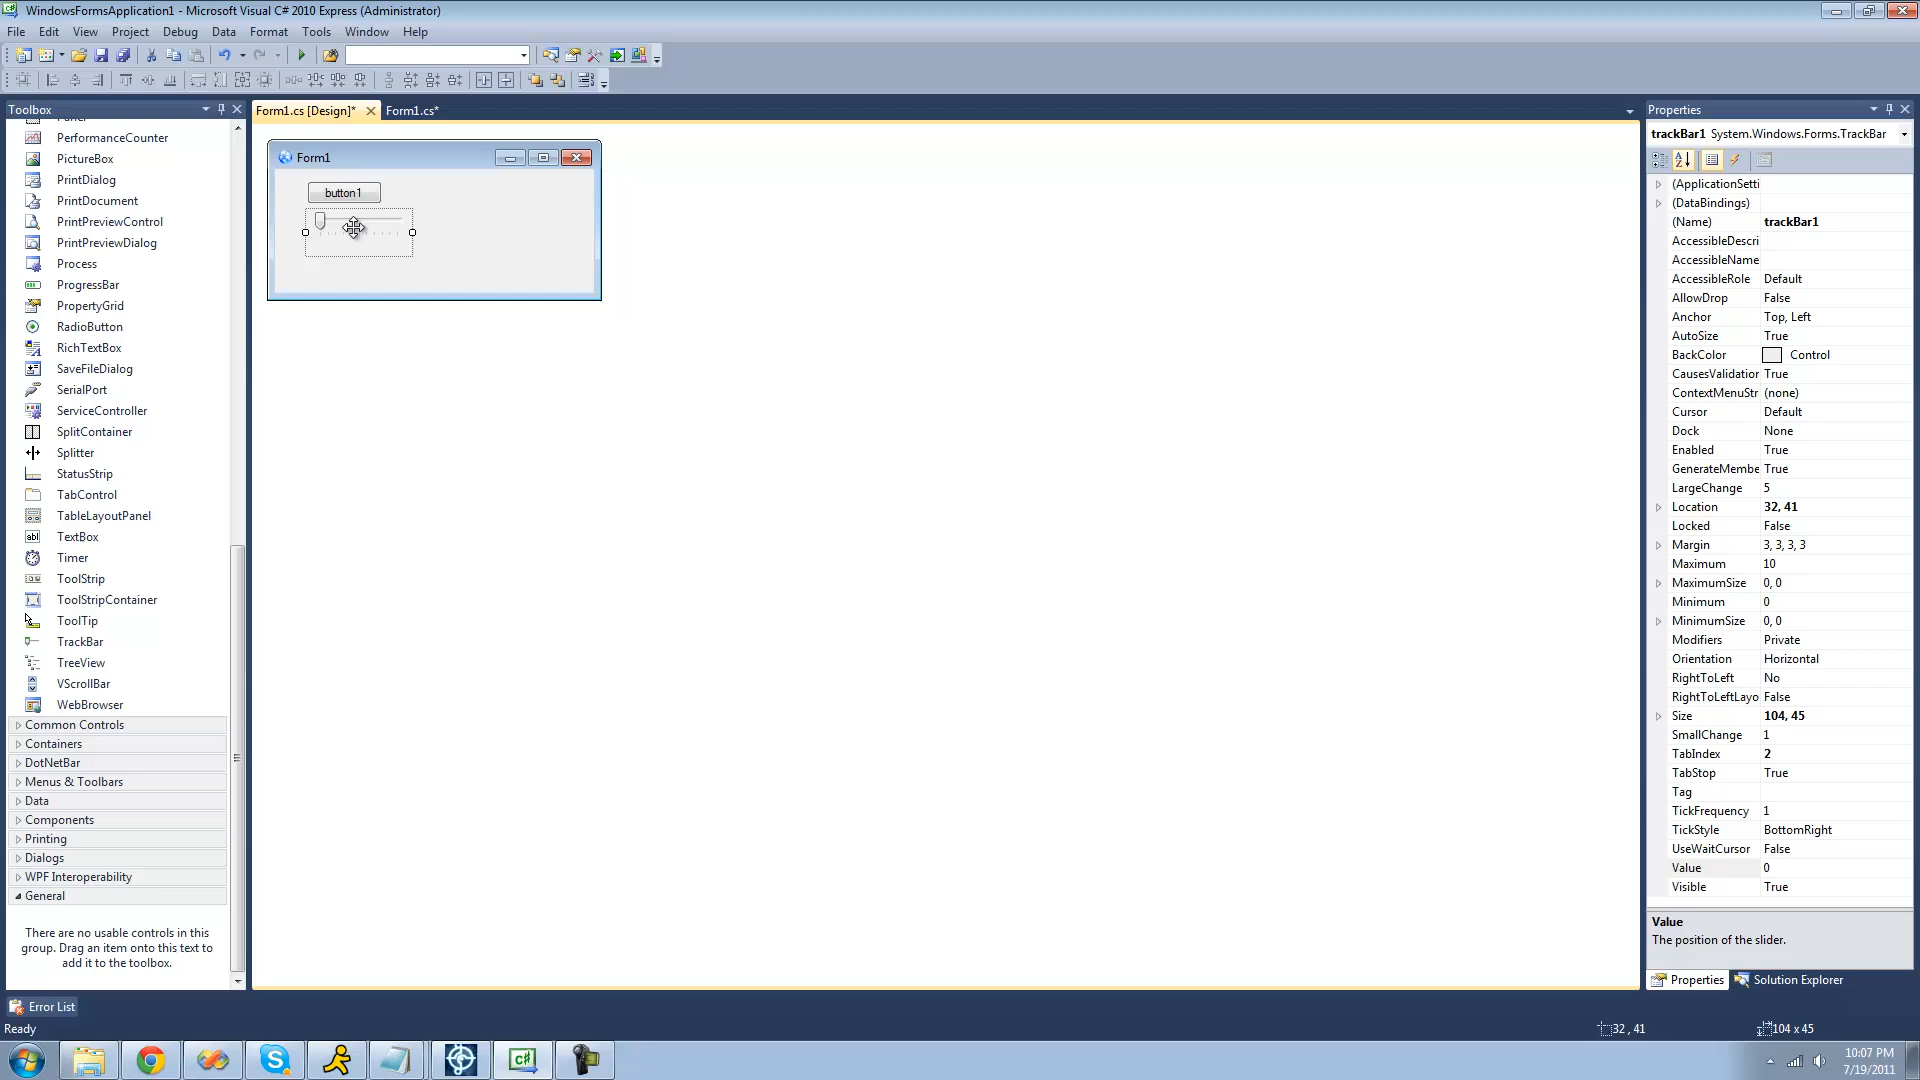 WindowsFormsApplication1 - Microsoft Visual C# 2010 Express (Administrator)
File Edit View Project Debug Data Format Tools Window Help
Toolbox
PerformanceCounter
PictureBox
PrintDialog
PrintDocument
PrintPreviewControl
PrintPreviewDialog
Process
ProgressBar
PropertyGrid
RadioButton
RichTextBox
SaveFileDialog
SerialPort
ServiceController
SplitContainer
Splitter
StatusStrip
TabControl
TableLayoutPanel
TextBox
Timer
ToolStrip
ToolStripContainer
ToolTip
TrackBar
TreeView
VScrollBar
WebBrowser
Common Controls
Containers
DotNetBar
Menus & Toolbars
Data
Components
Printing
Dialogs
WPF Interoperability
General
There are no usable controls in this
group. Drag an item onto this text to
add it to the toolbox.
Form1.cs [Design]* Form1.cs*
Form1
button1
Properties
trackBar1 System.Windows.Forms.TrackBar
(ApplicationSetti
(DataBindings)
(Name) trackBar1
AccessibleDescri
AccessibleName
AccessibleRole Default
AllowDrop False
Anchor Top, Left
AutoSize True
BackColor Control
CausesValidation True
ContextMenuStr (none)
Cursor Default
Dock None
Enabled True
GenerateMembe True
LargeChange 5
Location 32, 41
Locked False
Margin 3, 3, 3, 3
Maximum 10
MaximumSize 0, 0
Minimum 0
MinimumSize 0, 0
Modifiers Private
Orientation Horizontal
RightToLeft No
RightToLeftLayo False
Size 104, 45
SmallChange 1
TabIndex 2
TabStop True
Tag
TickFrequency 1
TickStyle BottomRight
UseWaitCursor False
Value 0
Visible True
Value
The position of the slider.
Properties Solution Explorer
Error List
Ready 32 , 41 104 x 45
10:07 PM
7/19/2011